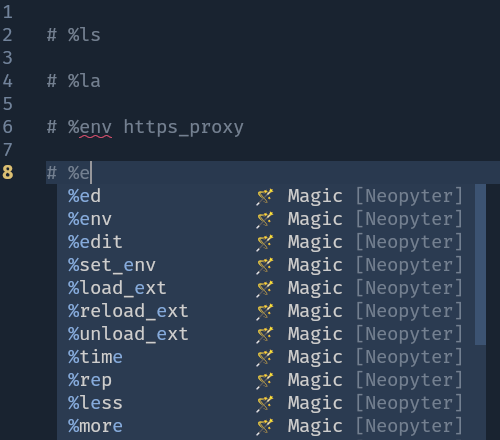 1
2 # %ls
3
4 # %la
5
6 # %env https_proxy
7
8 # %e
%ed Magic [Neopyter]
%env Magic [Neopyter]
%edit Magic [Neopyter]
%set_env Magic [Neopyter]
%load_ext Magic [Neopyter]
%reload_ext Magic [Neopyter]
%unload_ext Magic [Neopyter]
%time Magic [Neopyter]
%rep Magic [Neopyter]
%less Magic [Neopyter]
%more Magic [Neopyter]